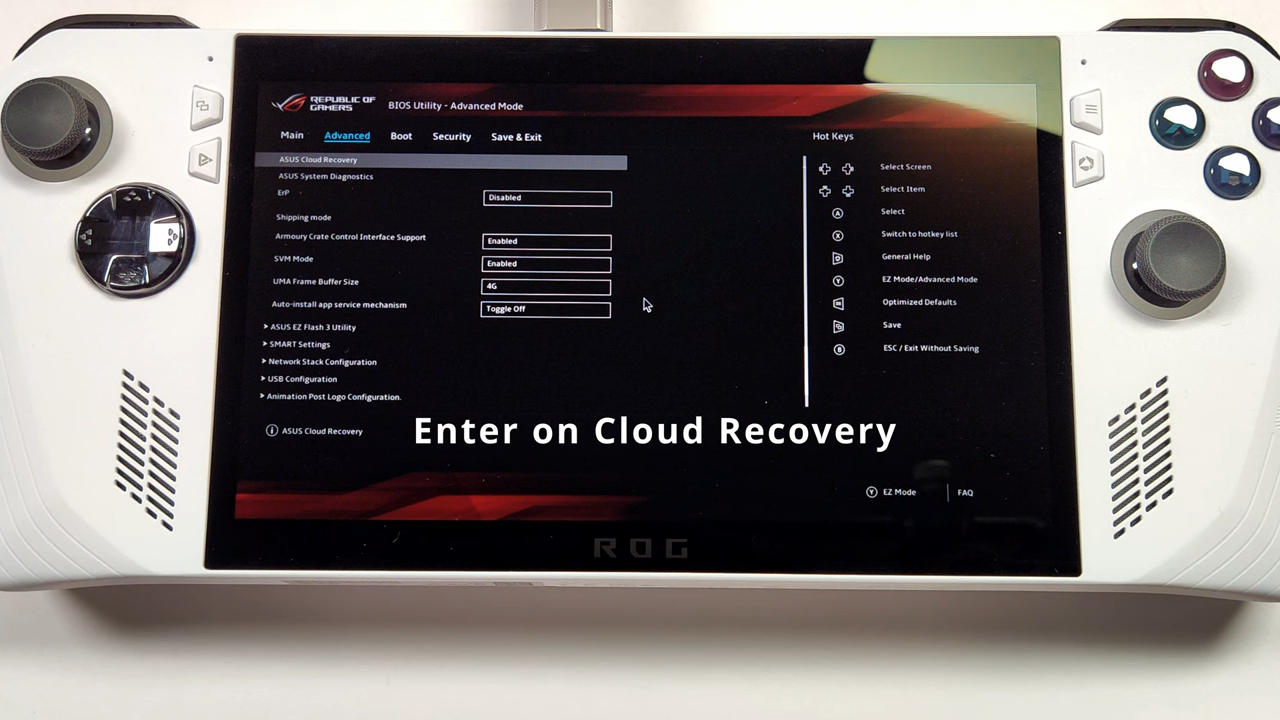 REPUBLIC OF
GAMERS
BIOS Utility - Advanced Mode
Main Advanced Boot Security Save & Exit
Hot Keys
ASUS Cloud Recovery
ASUS System Diagnostics
ErP Disabled
Shipping mode
Armoury Crate Control Interface Support Enabled
SVM Mode Enabled
UMA Frame Buffer Size 4G
Auto-install app service mechanism Toggle Off
> ASUS EZ Flash 3 Utility
> SMART Settings
> Network Stack Configuration
> USB Configuration
> Animation Post Logo Configuration.
Select Screen
Select Item
A Select
X Switch to hotkey list
General Help
Y EZ Mode/Advanced Mode
Optimized Defaults
Save
B ESC / Exit Without Saving
i ASUS Cloud Recovery
Enter on Cloud Recovery
Y EZ Mode | FAQ
ROG